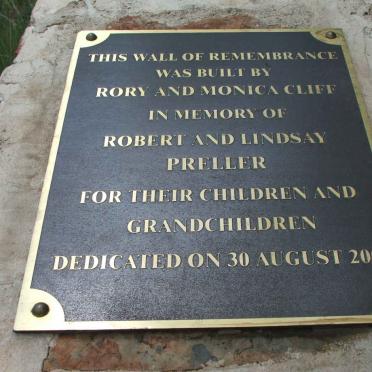 THIS WALL OF REMEMBRANCE
WAS BUILT BY
RORY AND MONICA CLIFF
IN MEMORY OF
ROBERT AND LINDSAY
PRELLER
FOR THEIR CHILDREN AND
GRANDCHILDREN
DEDICATED ON 30 AUGUST 20